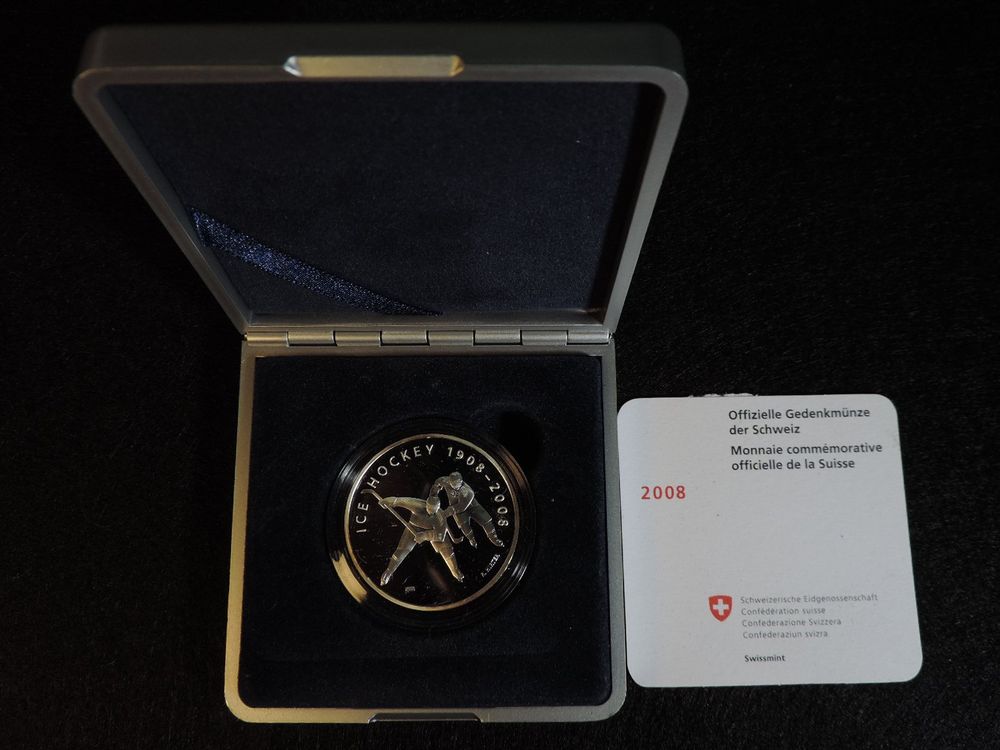 ICE HOCKEY 1908–2008
Offizielle Gedenkmünze
der Schweiz
Monnaie commémorative
officielle de la Suisse
2008
Schweizerische Eidgenossenschaft
Confédération suisse
Confederazione Svizzera
Confederaziun svizra
Swissmint